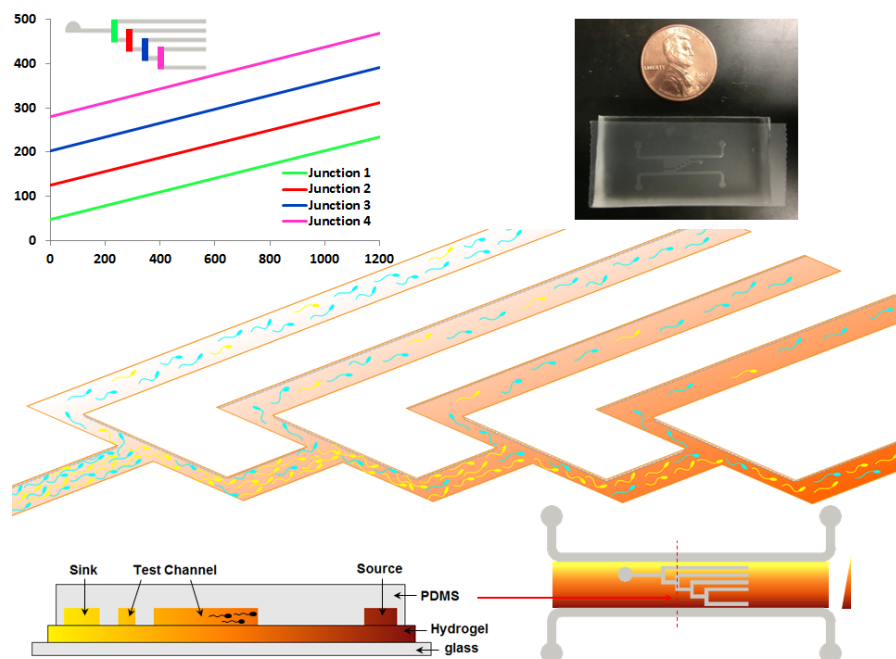 500
400
300
200
100
0
0
200
400
600
800
1000
1200
Junction 1
Junction 2
Junction 3
Junction 4
LIBERTY
Sink
Test Channel
Source
PDMS
Hydrogel
glass